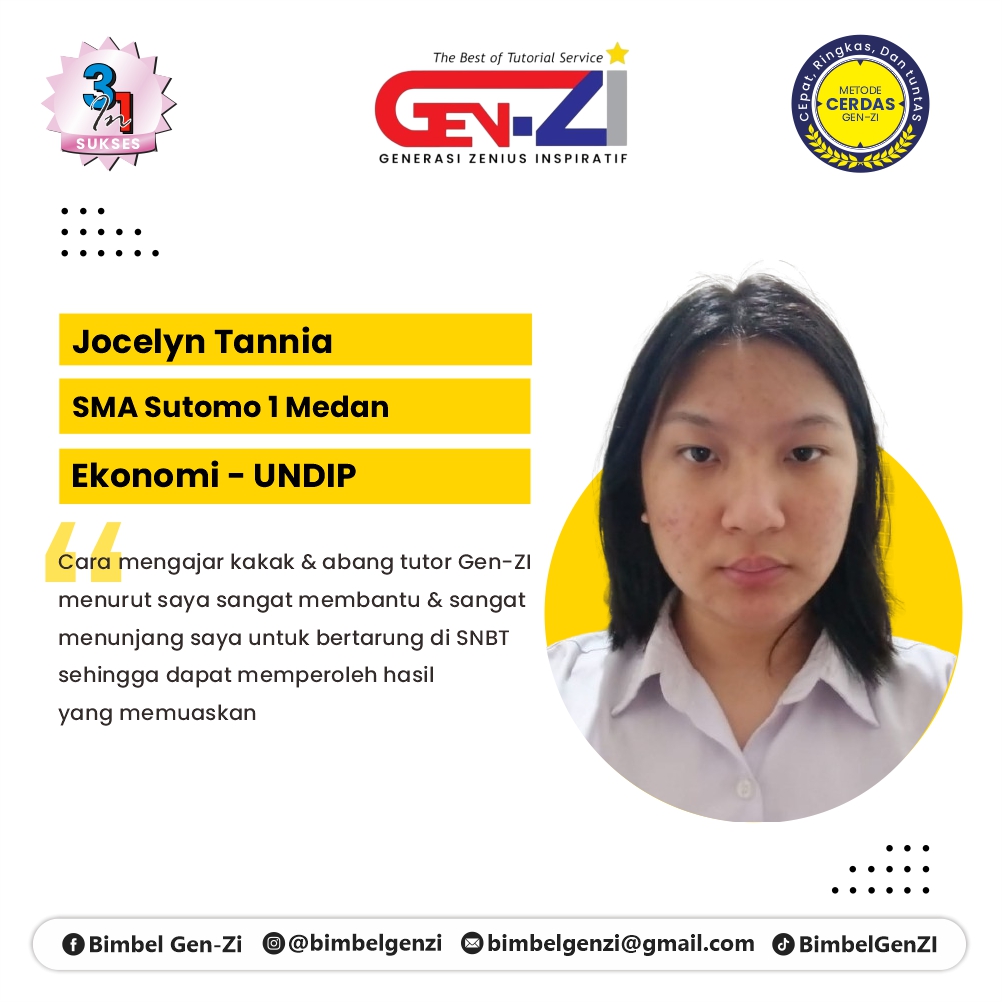 3 In 1
SUKSES
The Best of Tutorial Service
GEN-ZI
GENERASI ZENIUS INSPIRATIF
CEpat, Ringkas, Dan tuntAS
METODE
CERDAS
GEN-ZI
Jocelyn Tannia
SMA Sutomo 1 Medan
Ekonomi - UNDIP
“
Cara mengajar kakak & abang tutor Gen-ZI
menurut saya sangat membantu & sangat
menunjang saya untuk bertarung di SNBT
sehingga dapat memperoleh hasil
yang memuaskan
Bimbel Gen-Zi @bimbelgenzi bimbelgenzi@gmail.com BimbelGenZI